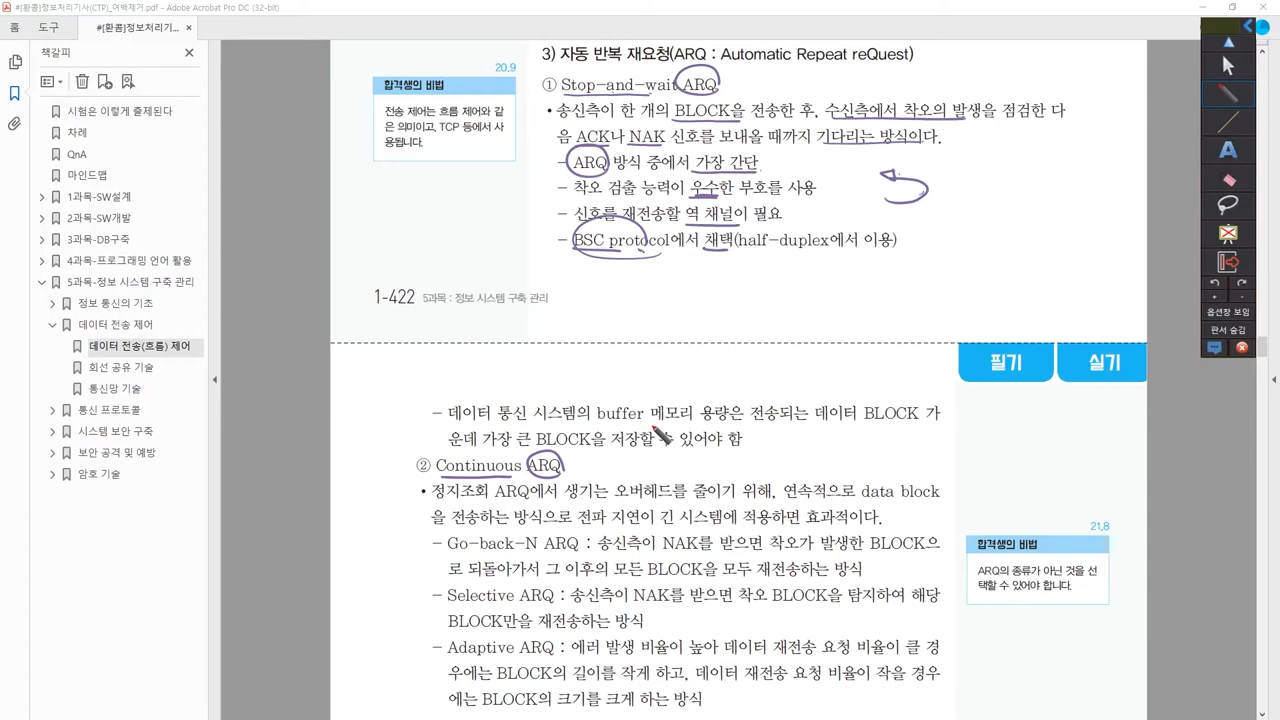 #[환콤]정보처리기사(CTP)_여백제거.pdf - Adobe Acrobat Pro DC (32-bit)
홈 도구 #[환콤]정보처리기... ×
책갈피
시험은 이렇게 출제된다
차례
QnA
마인드맵
1과목-SW설계
2과목-SW개발
3과목-DB구축
4과목-프로그래밍 언어 활용
5과목-정보 시스템 구축 관리
정보 통신의 기초
데이터 전송 제어
데이터 전송(흐름) 제어
회선 공유 기술
통신망 기술
통신 프로토콜
시스템 보안 구축
보안 공격 및 예방
암호 기술
20.9
합격생의 비법
전송 제어는 흐름 제어와 같
은 의미이고, TCP 등에서 사
용됩니다.
3) 자동 반복 재요청(ARQ : Automatic Repeat reQuest)
① Stop-and-wait ARQ
• 송신측이 한 개의 BLOCK을 전송한 후, 수신측에서 착오의 발생을 점검한 다
음 ACK나 NAK 신호를 보내올 때까지 기다리는 방식이다.
- ARQ 방식 중에서 가장 간단
- 착오 검출 능력이 우수한 부호를 사용
- 신호를 재전송할 역 채널이 필요
- BSC protocol에서 채택(half-duplex에서 이용)
1-422 5과목 : 정보 시스템 구축 관리
필기 실기
- 데이터 통신 시스템의 buffer 메모리 용량은 전송되는 데이터 BLOCK 가
운데 가장 큰 BLOCK을 저장할 수 있어야 함
② Continuous ARQ
• 정지조회 ARQ에서 생기는 오버헤드를 줄이기 위해, 연속적으로 data block
을 전송하는 방식으로 전파 지연이 긴 시스템에 적용하면 효과적이다.
- Go-back-N ARQ : 송신측이 NAK를 받으면 착오가 발생한 BLOCK으
로 되돌아가서 그 이후의 모든 BLOCK을 모두 재전송하는 방식
- Selective ARQ : 송신측이 NAK를 받으면 착오 BLOCK을 탐지하여 해당
BLOCK만을 재전송하는 방식
- Adaptive ARQ : 에러 발생 비율이 높아 데이터 재전송 요청 비율이 클 경
우에는 BLOCK의 길이를 작게 하고, 데이터 재전송 요청 비율이 작을 경우
에는 BLOCK의 크기를 크게 하는 방식
21.8
합격생의 비법
ARQ의 종류가 아닌 것을 선
택할 수 있어야 합니다.
A
+ -
옵션창 보임
판서 숨김